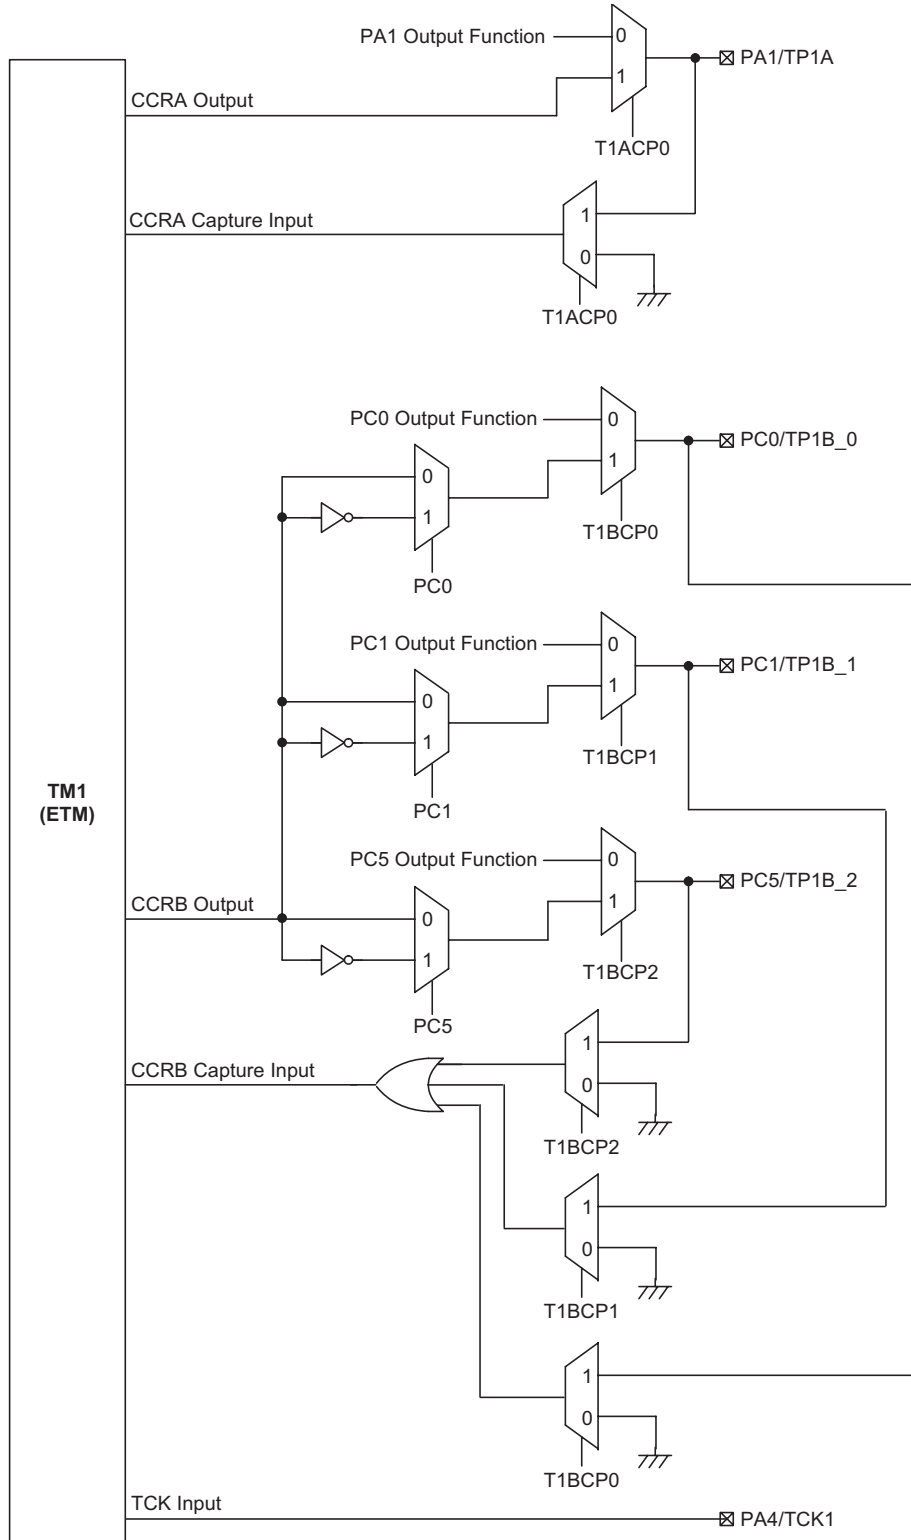 PA1 Output Function
0
PA1/TP1A
1
CCRA Output
T1ACP0
CCRA Capture Input
1
0
T1ACP0
PC0 Output Function
0
PC0/TP1B_0
0
1
1
T1BCP0
PC0
PC1 Output Function
0
PC1/TP1B_1
0
1
1
T1BCP1
PC1
TM1
(ETM)
PC5 Output Function
0
PC5/TP1B_2
CCRB Output
0
1
1
T1BCP2
PC5
1
CCRB Capture Input
0
T1BCP2
1
0
T1BCP1
1
0
T1BCP0
TCK Input
PA4/TCK1